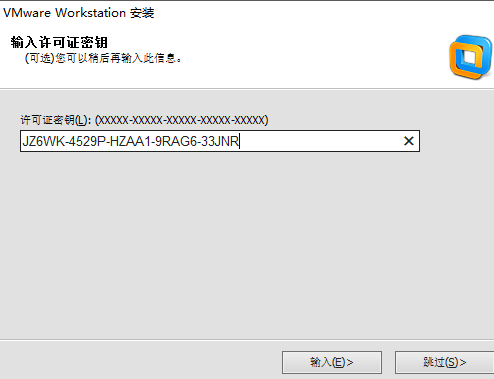 VMware Workstation 安装
输入许可证密钥
(可选)您可以稍后再输入此信息。
许可证密钥(L): (XXXXX-XXXXX-XXXXX-XXXXX-XXXXX)
JZ6WK-4529P-HZAA1-9RAG6-33JNR
输入(E)>
跳过(S)>